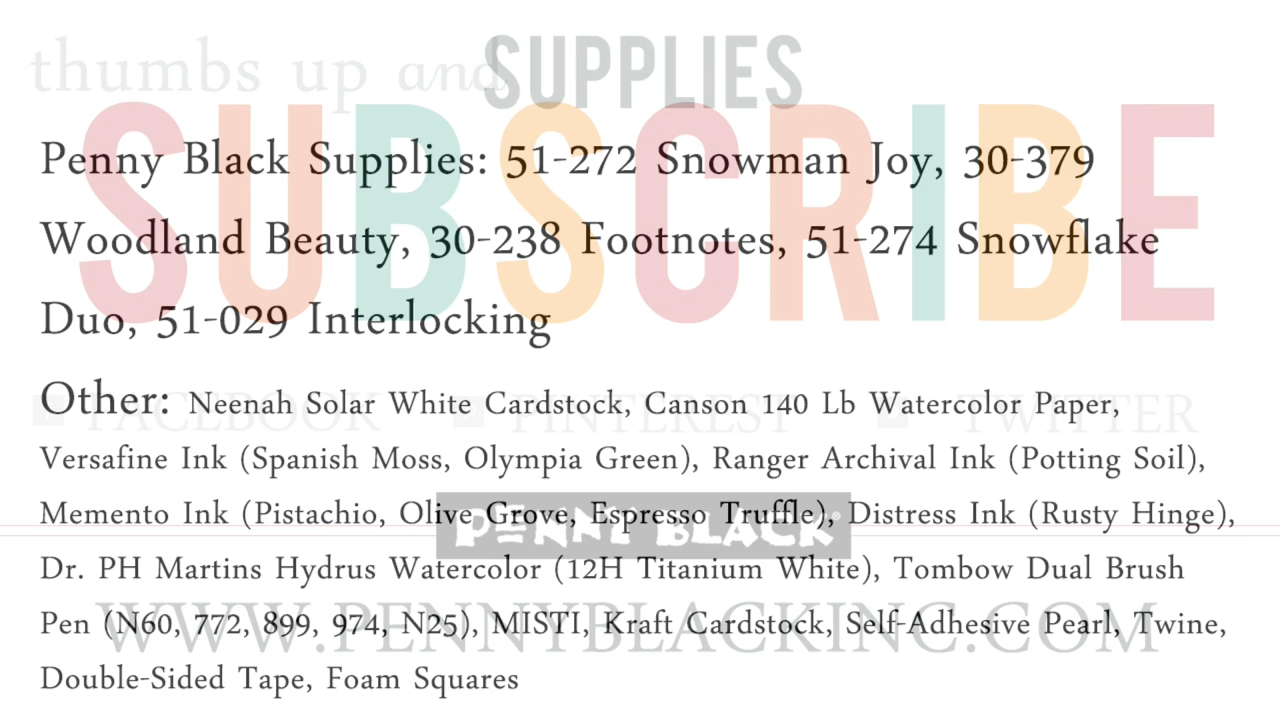 thumbs up and SUPPLIES
SUBSCRIBE
Penny Black Supplies: 51-272 Snowman Joy, 30-379
Woodland Beauty, 30-238 Footnotes, 51-274 Snowflake
Duo, 51-029 Interlocking
Other: Neenah Solar White Cardstock, Canson 140 Lb Watercolor Paper,
FACEBOOK PINTEREST TWITTER
Versafine Ink (Spanish Moss, Olympia Green), Ranger Archival Ink (Potting Soil),
Memento Ink (Pistachio, Olive Grove, Espresso Truffle), Distress Ink (Rusty Hinge),
PENNY BLACK®
Dr. PH Martins Hydrus Watercolor (12H Titanium White), Tombow Dual Brush
Pen (N60, 772, 899, 974, N25), MISTI, Kraft Cardstock, Self-Adhesive Pearl, Twine,
WWW.PENNYBLACKINC.COM
Double-Sided Tape, Foam Squares